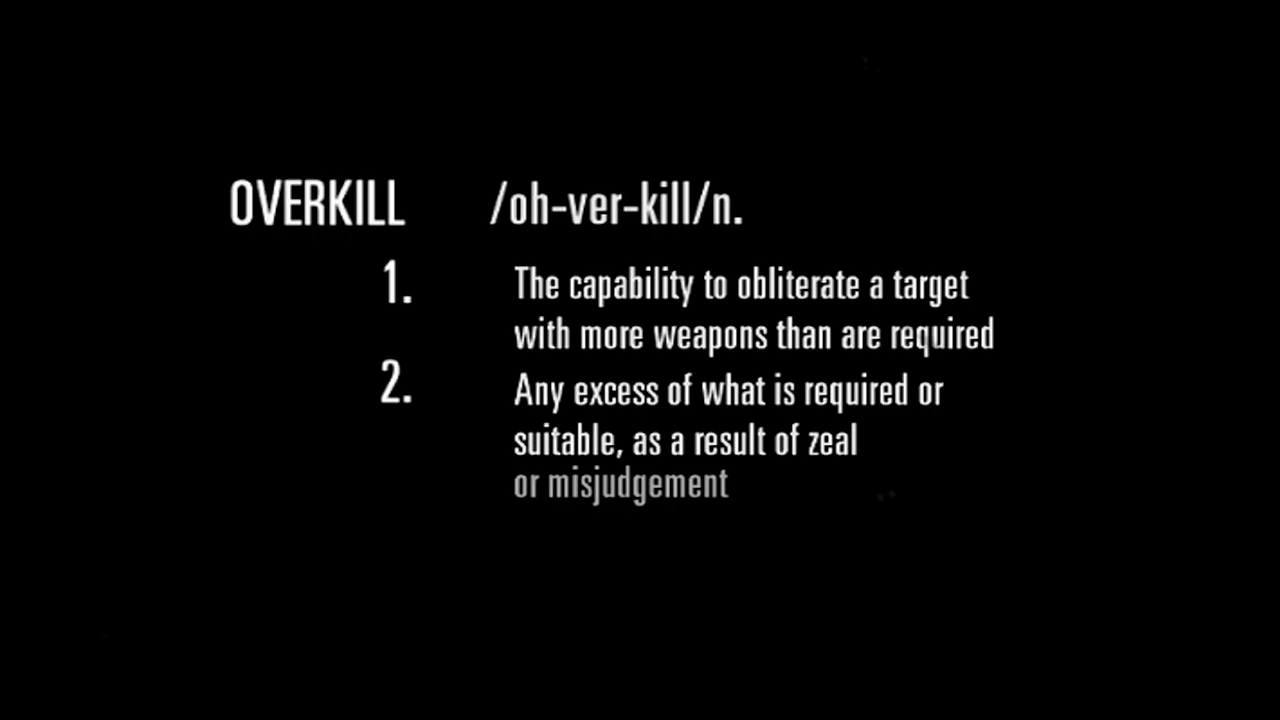 OVERKILL /oh-ver-kill/n.
1. The capability to obliterate a target
with more weapons than are required
2. Any excess of what is required or
suitable, as a result of zeal
or misjudgement